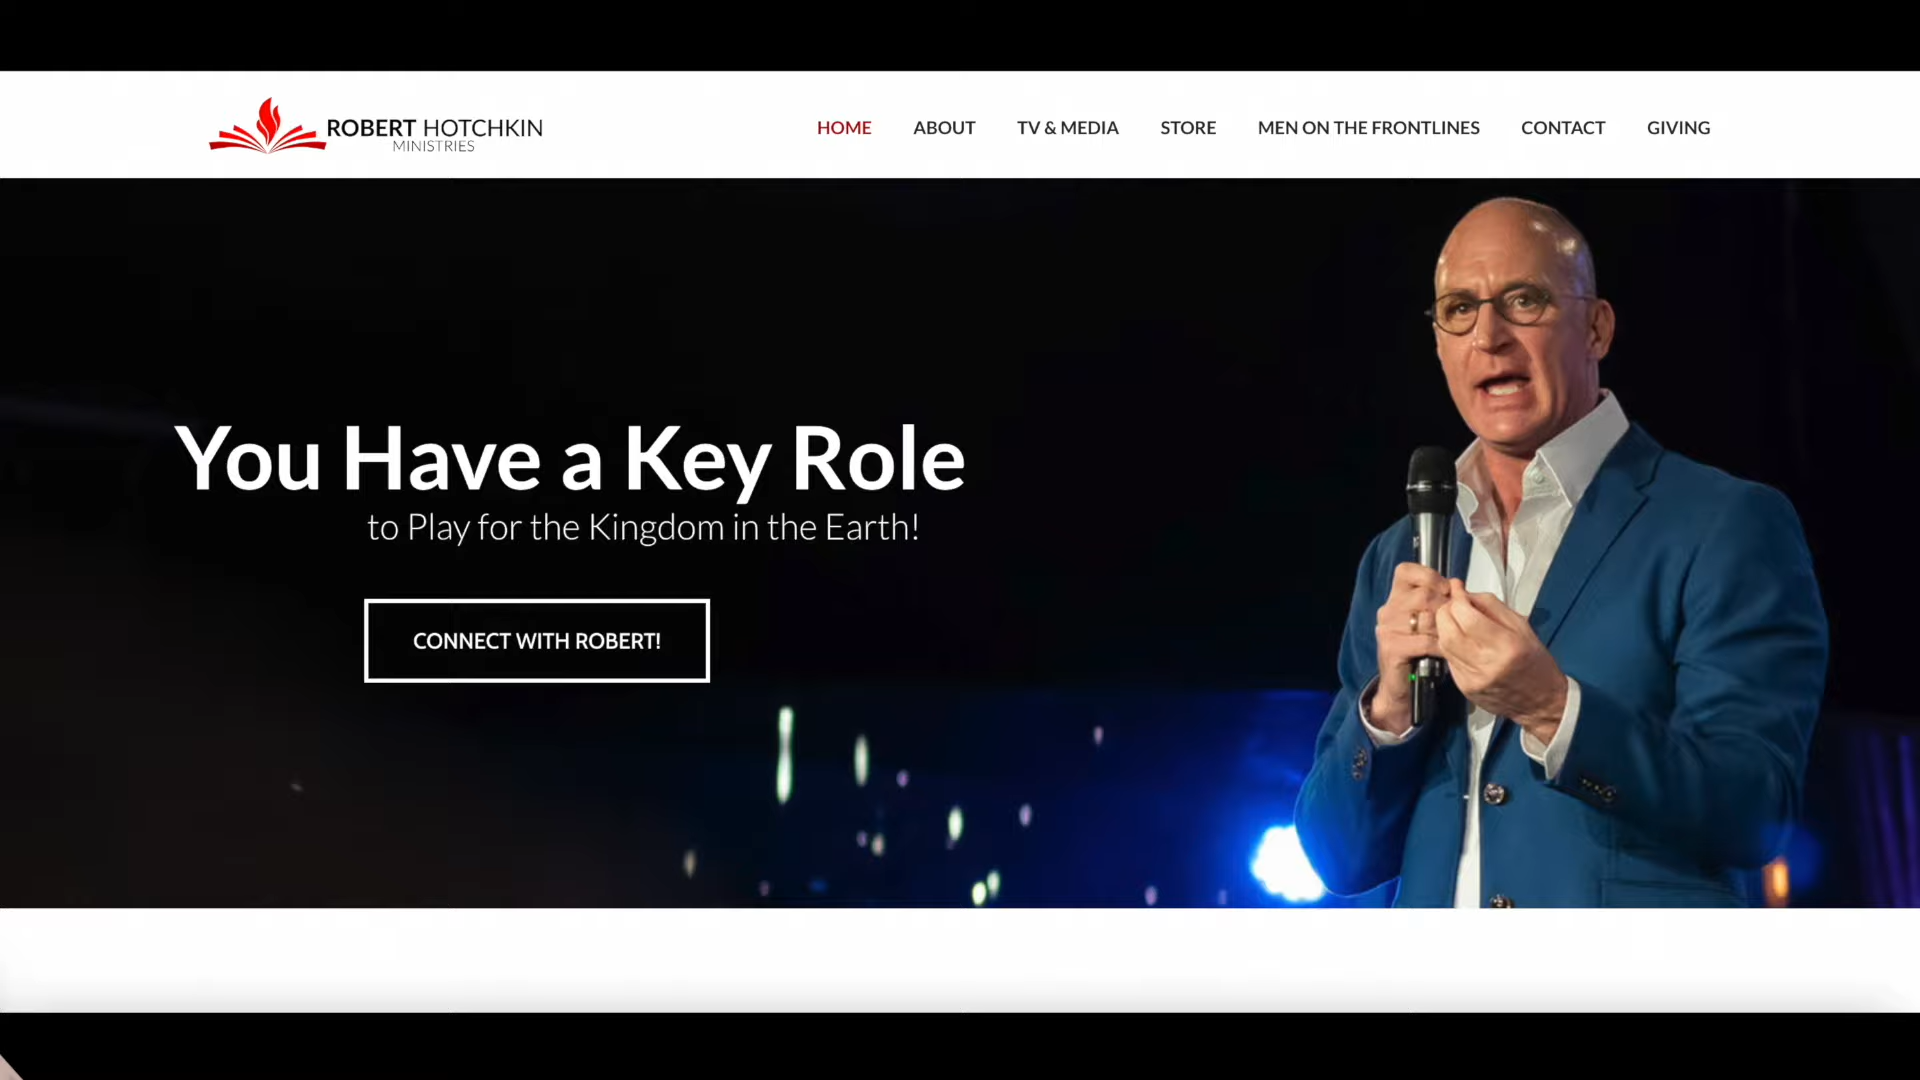 ROBERT HOTCHKIN
MINISTRIES
HOME ABOUT TV & MEDIA STORE MEN ON THE FRONTLINES CONTACT GIVING
You Have a Key Role
to Play for the Kingdom in the Earth!
CONNECT WITH ROBERT!